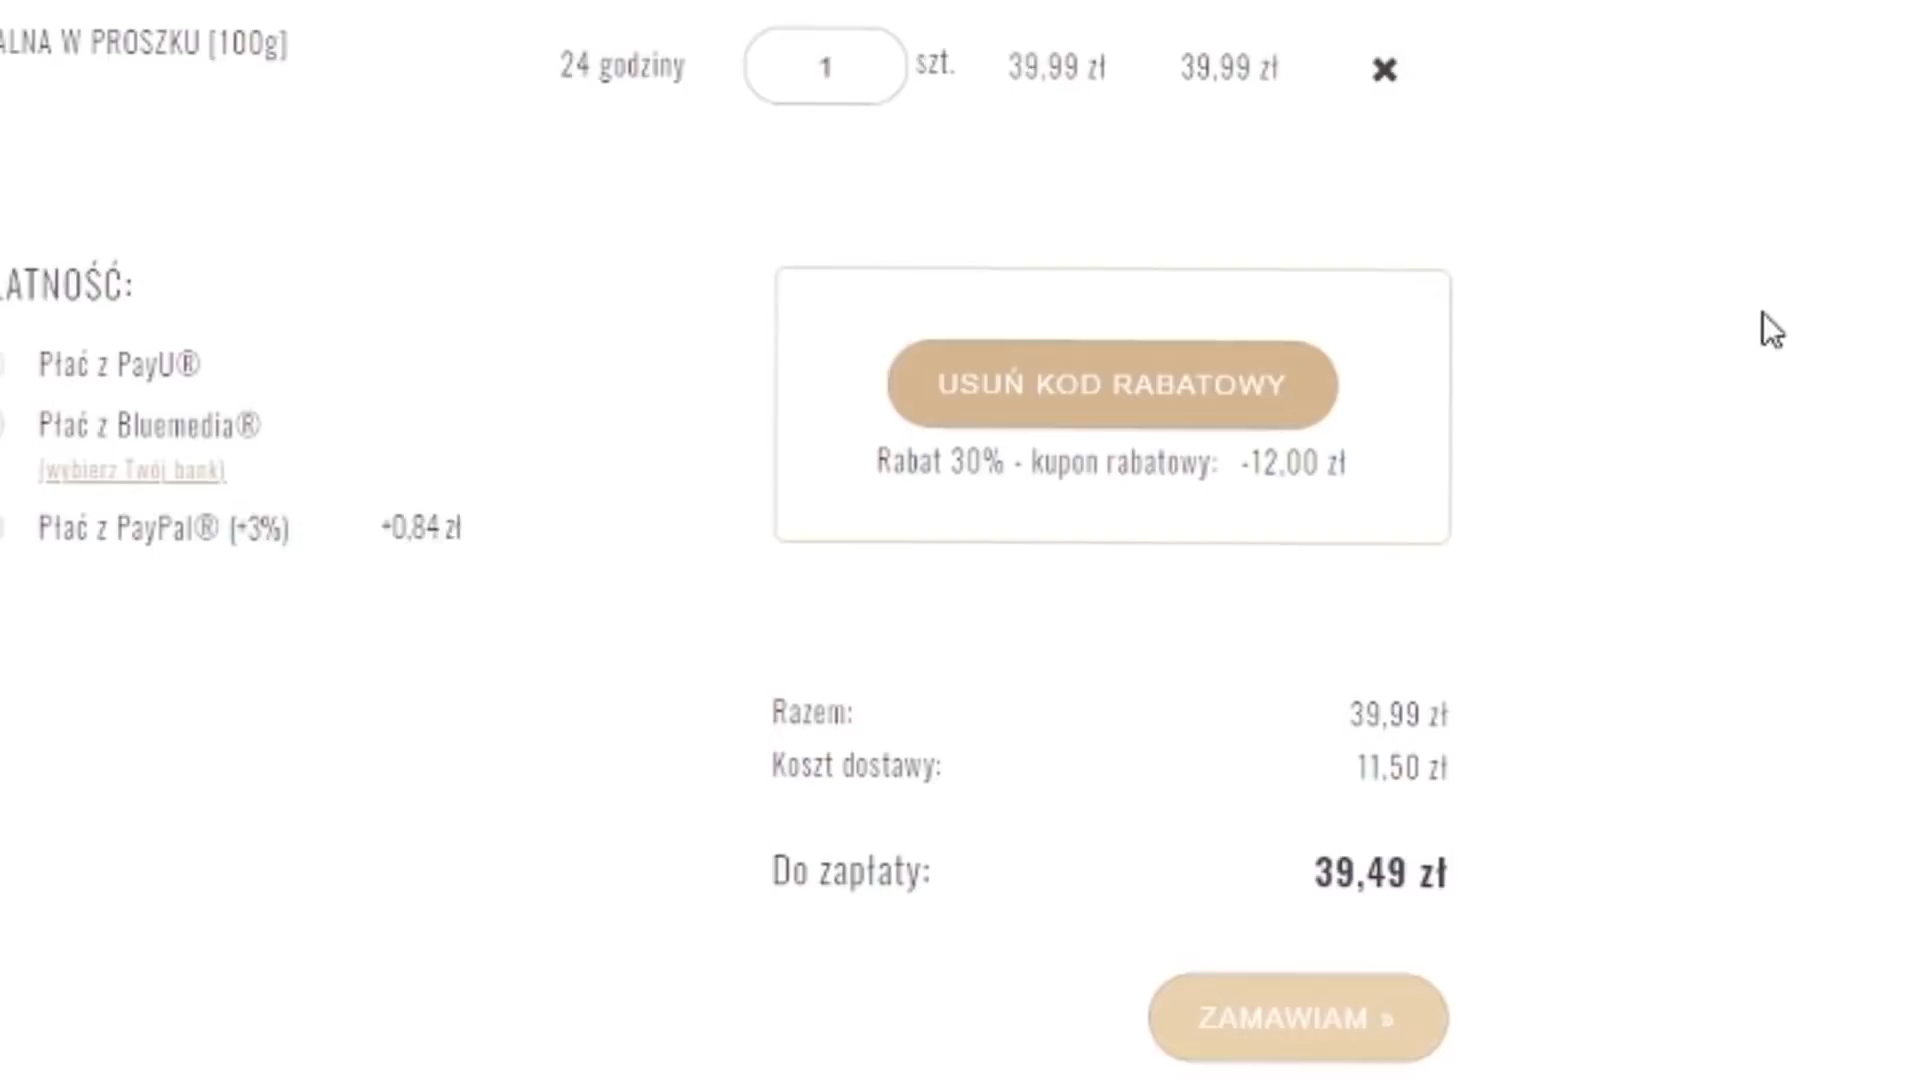 ALNA W PROSZKU [100g]
24 godziny 1 szt. 39,99 zł 39,99 zł
ŁATNOŚĆ:
Płać z PayU®
Płać z Bluemedia®
(wybierz Twój bank)
Płać z PayPal® (+3%) +0,84 zł
USUŃ KOD RABATOWY
Rabat 30% - kupon rabatowy: -12,00 zł
Razem: 39,99 zł
Koszt dostawy: 11,50 zł
Do zapłaty: 39,49 zł
ZAMAWIAM »